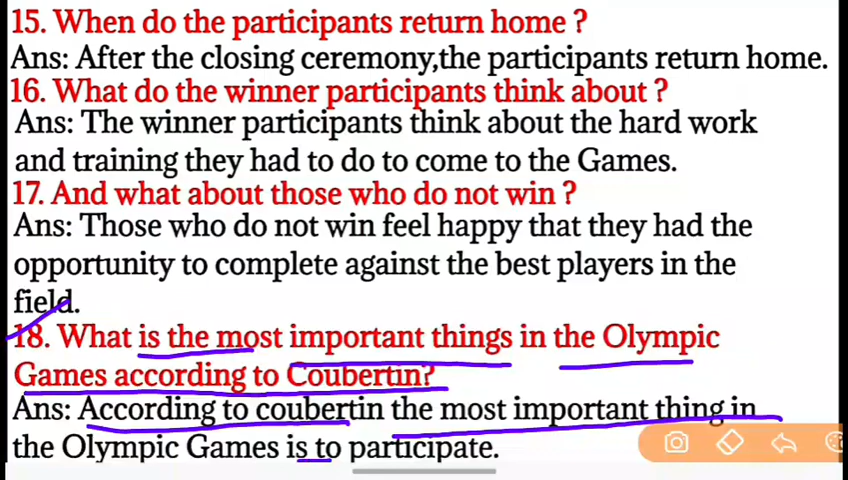 15. When do the participants return home ?
Ans: After the closing ceremony,the participants return home.
16. What do the winner participants think about ?
Ans: The winner participants think about the hard work
and training they had to do to come to the Games.
17. And what about those who do not win ?
Ans: Those who do not win feel happy that they had the
opportunity to complete against the best players in the
field.
18. What is the most important things in the Olympic
Games according to Coubertin?
Ans: According to coubertin the most important thing in
the Olympic Games is to participate.